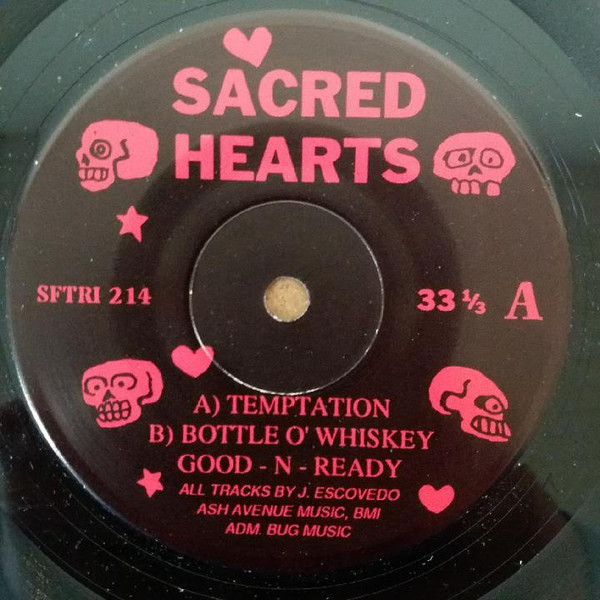 SACRED
HEARTS
SFTRI 214
33 ⅓ A
A) TEMPTATION
B) BOTTLE O' WHISKEY
GOOD - N - READY
ALL TRACKS BY J. ESCOVEDO
ASH AVENUE MUSIC, BMI
ADM. BUG MUSIC